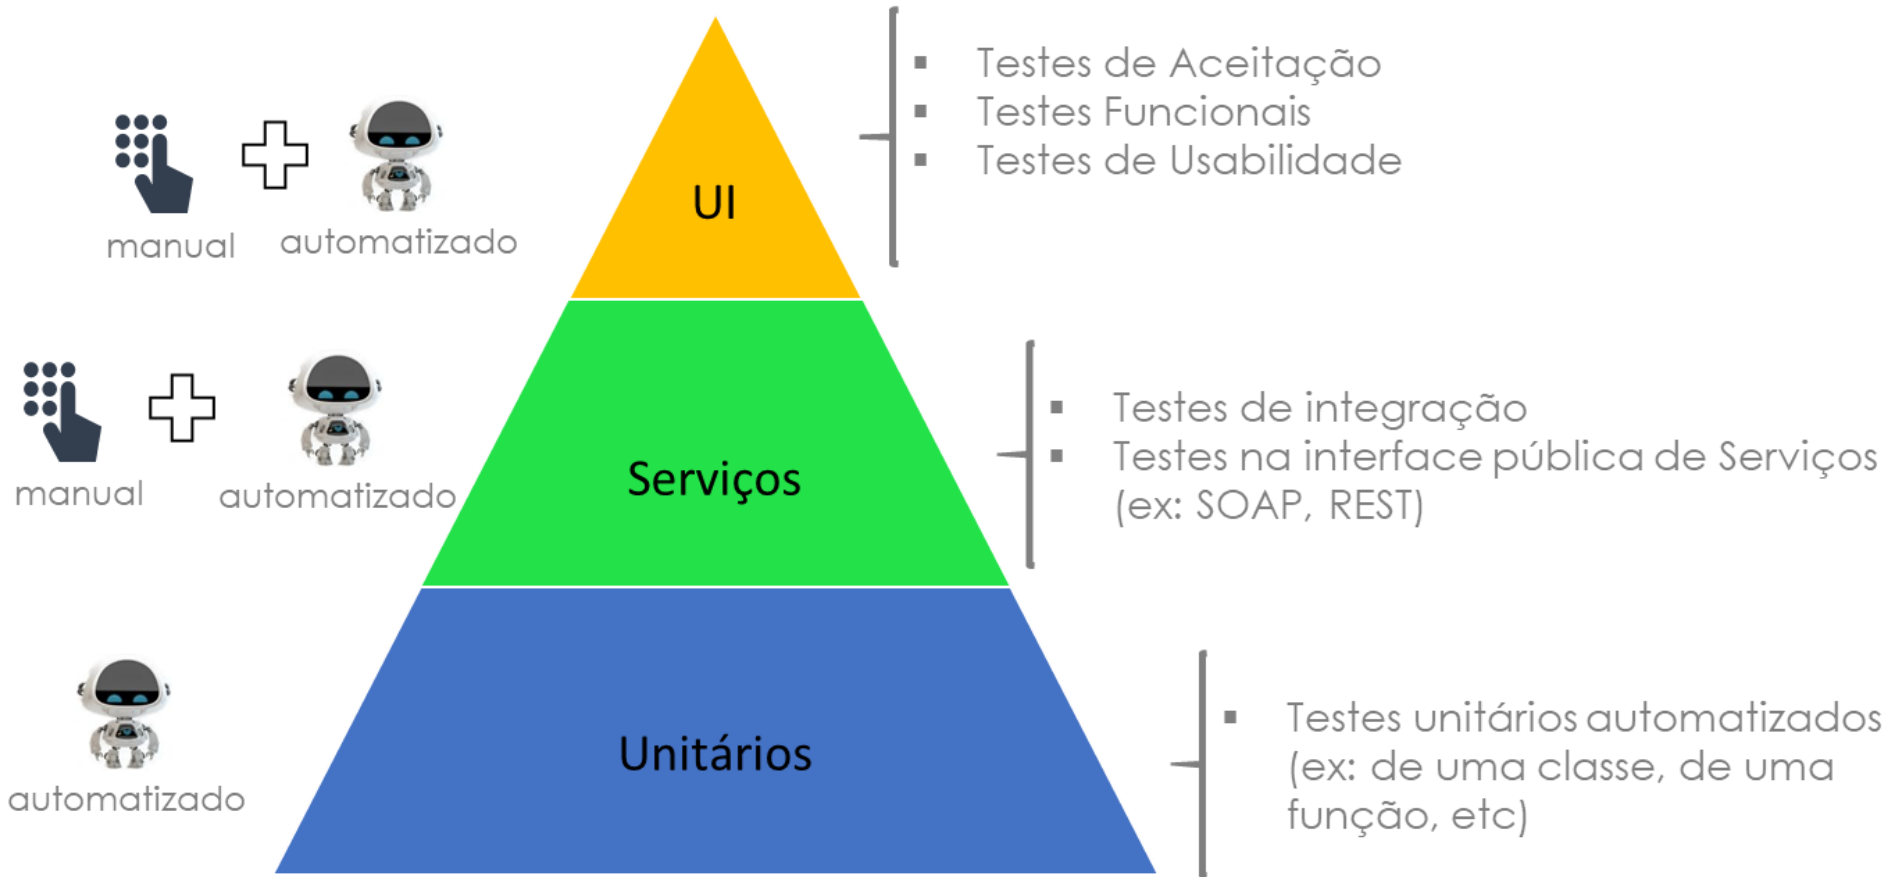 Testes de Aceitação
Testes Funcionais
Testes de Usabilidade
UI
manual
automatizado
Testes de integração
Testes na interface pública de Serviços
(ex: SOAP, REST)
Serviços
manual
automatizado
Testes unitários automatizados
(ex: de uma classe, de uma
função, etc)
Unitários
automatizado